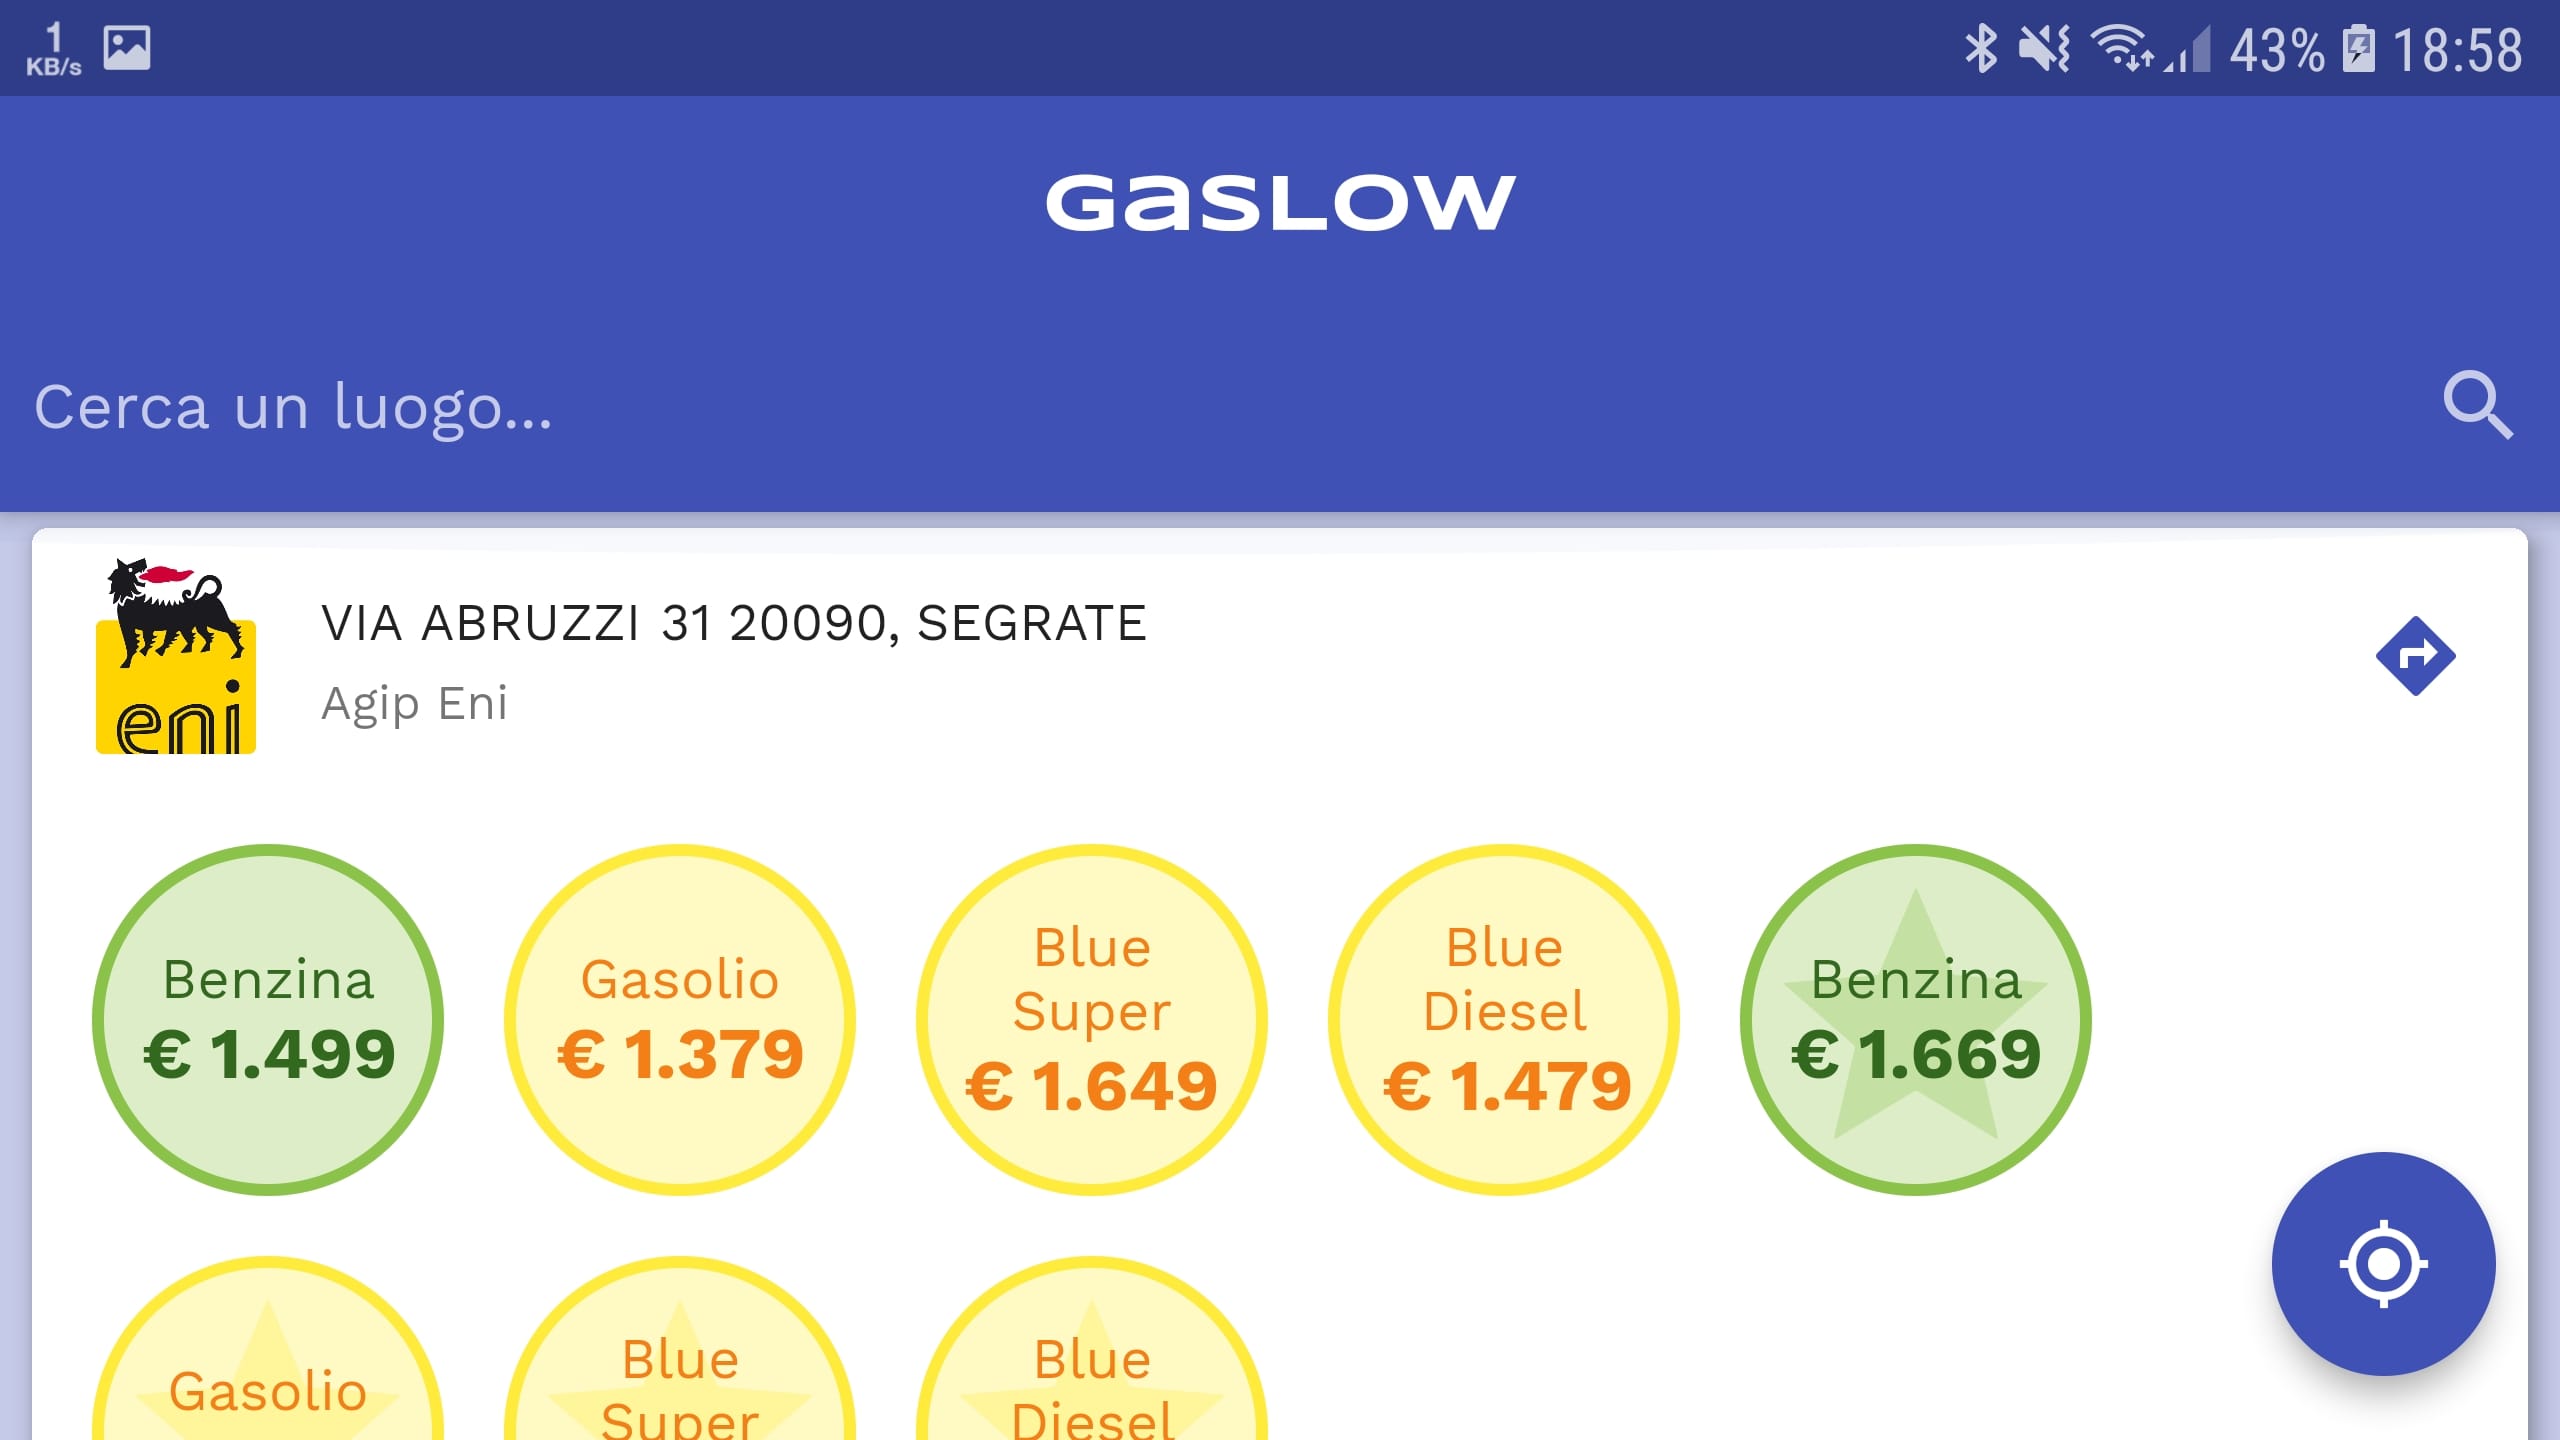 1
KB/s
43%
18:58
GaSLOW
Cerca un luogo...
eni
VIA ABRUZZI 31 20090, SEGRATE
Agip Eni
Benzina
€ 1.499
Gasolio
€ 1.379
Blue
Super
€ 1.649
Blue
Diesel
€ 1.479
Benzina
€ 1.669
Gasolio
Blue
Super
Blue
Diesel